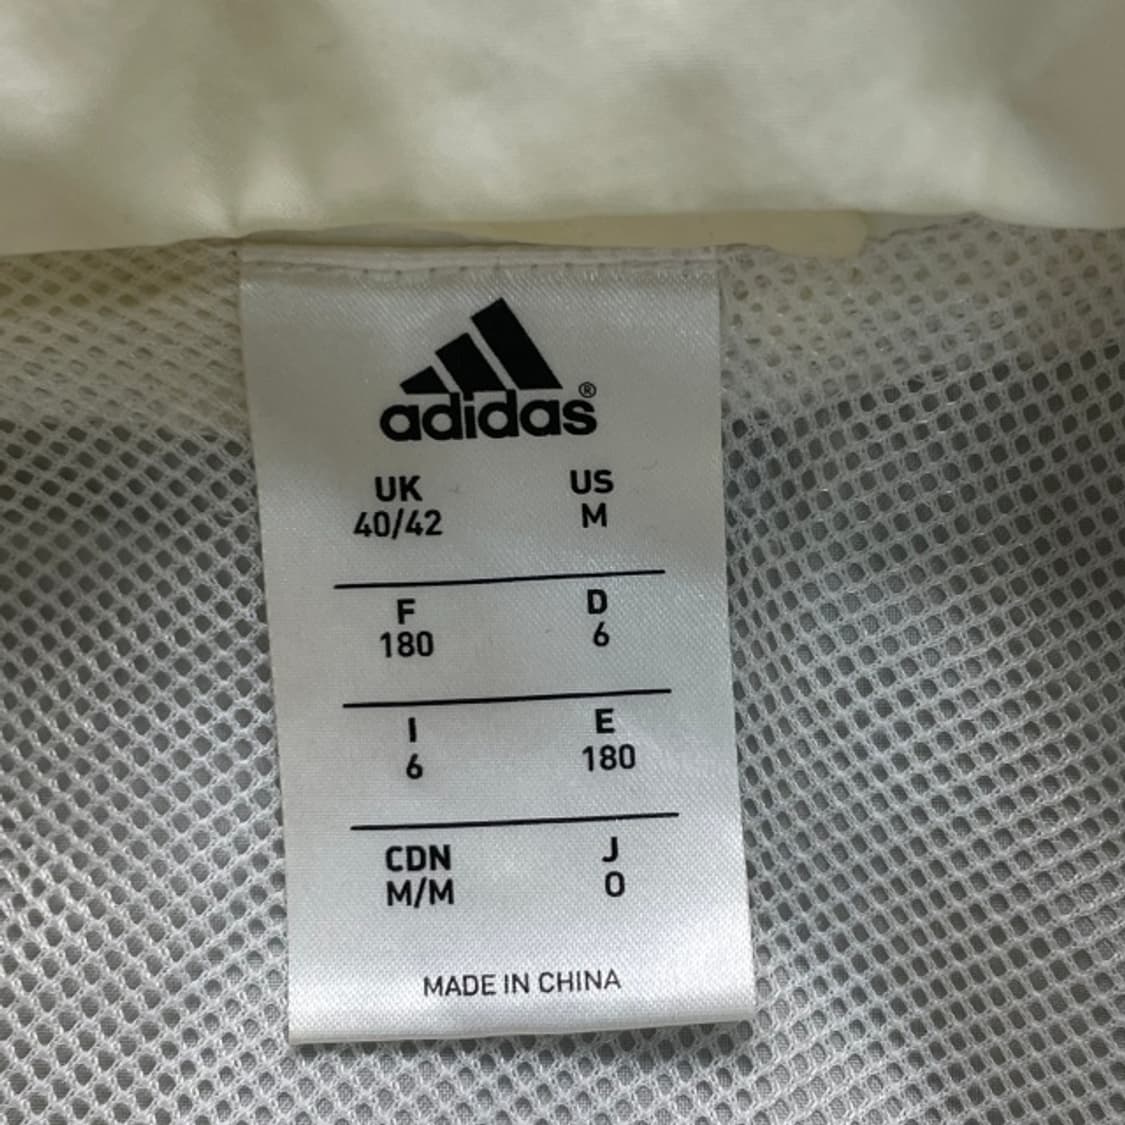 adidas®
UK US
40/42 M
F D
180 6
I E
6 180
CDN J
M/M O
MADE IN CHINA